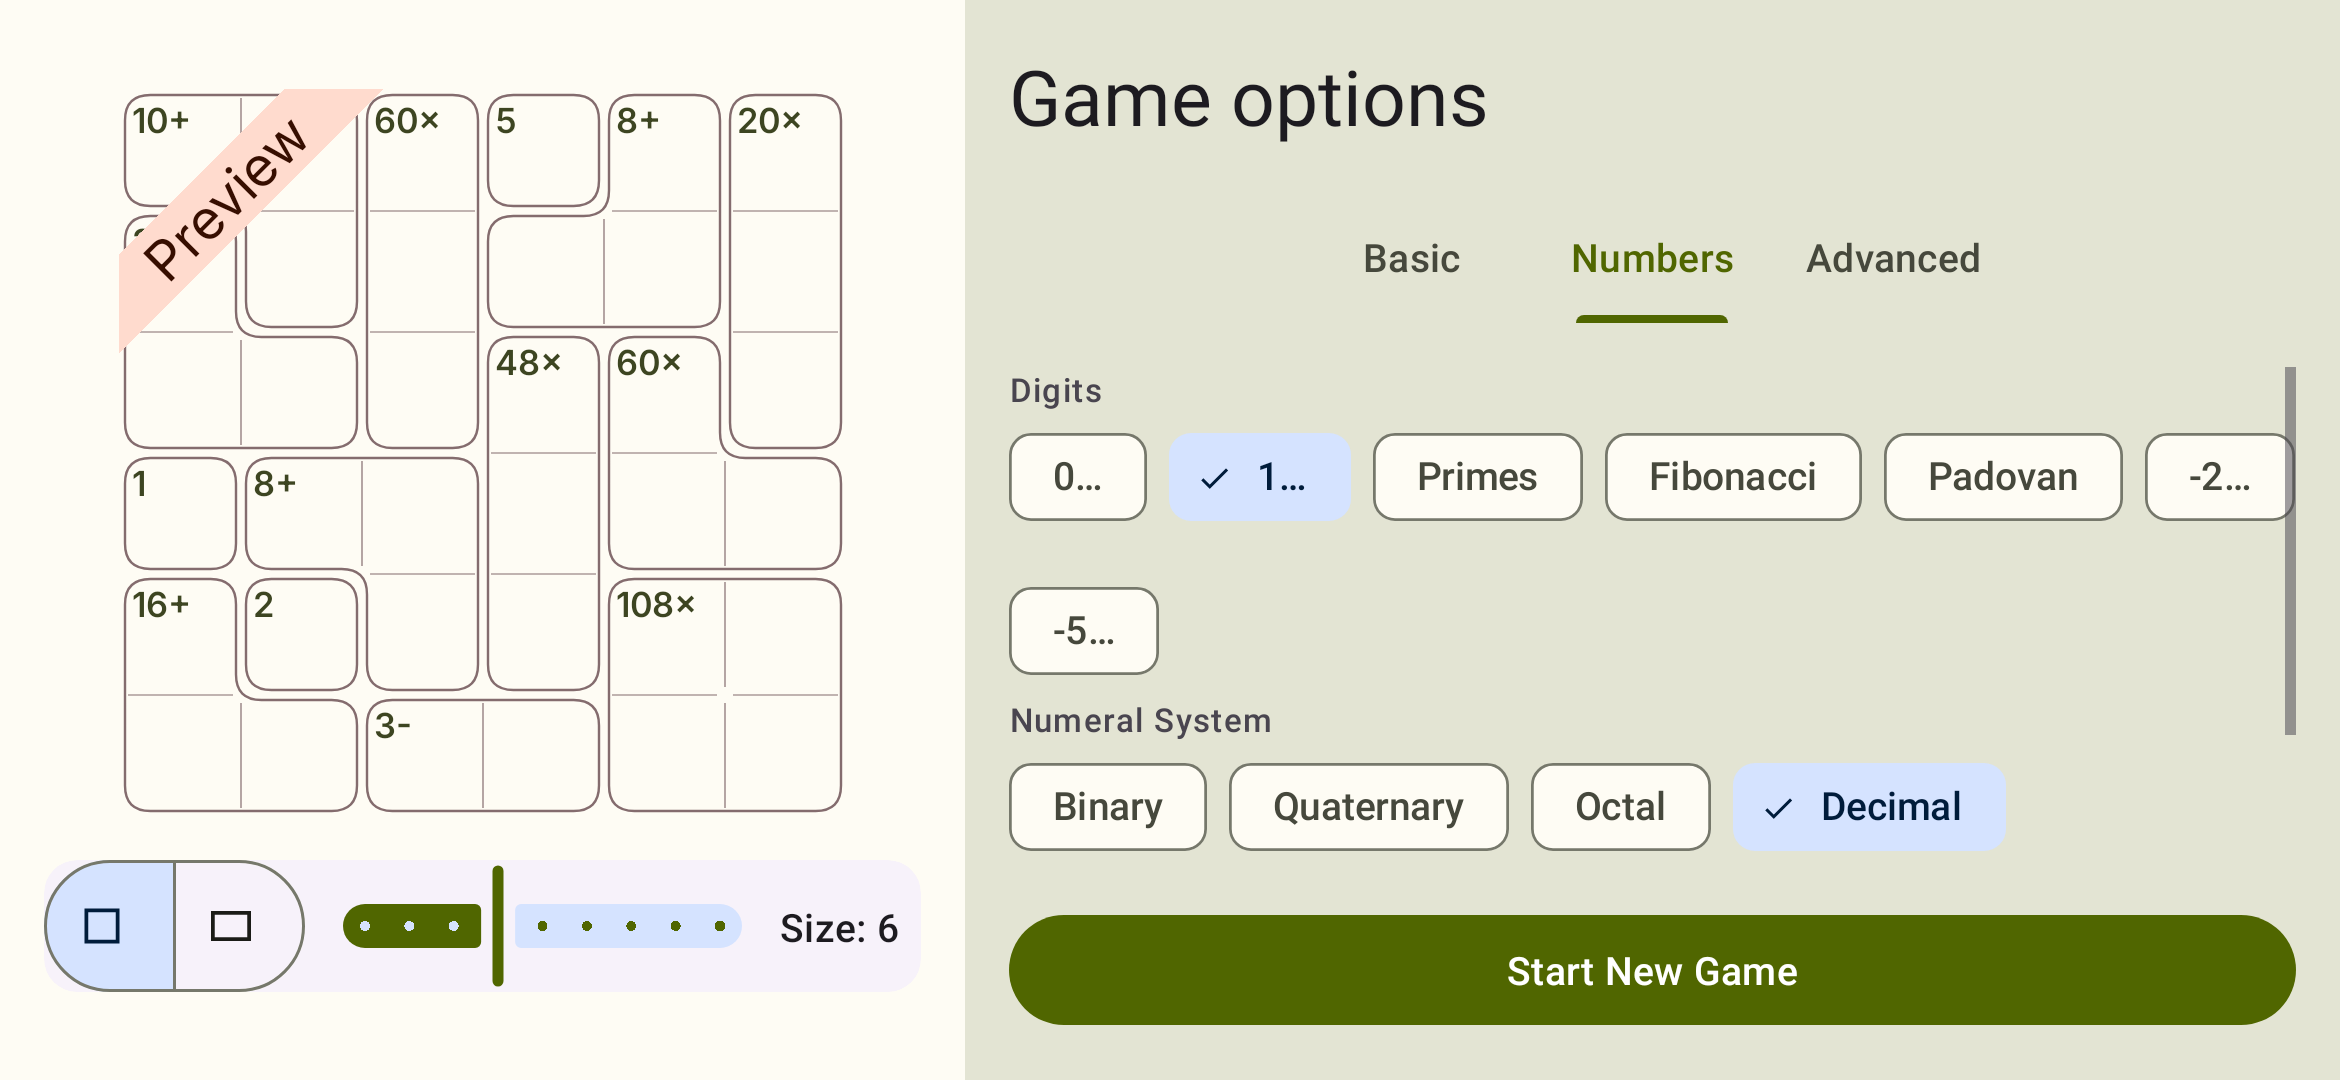 10+ 60× 5 8+ 20×
Preview
48× 60×
1 8+
16+ 2 108×
3-
Size: 6
Game options
Basic Numbers Advanced
Digits
0... 1... Primes Fibonacci Padovan -2...
-5...
Numeral System
Binary Quaternary Octal Decimal
Start New Game